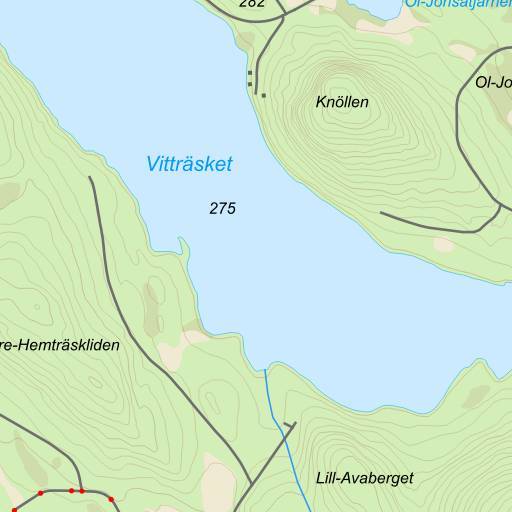 282
Ol-Jonsatjärnen
Ol-Jo
Knöllen
Vitträsket
275
re-Hemträskliden
Lill-Avaberget